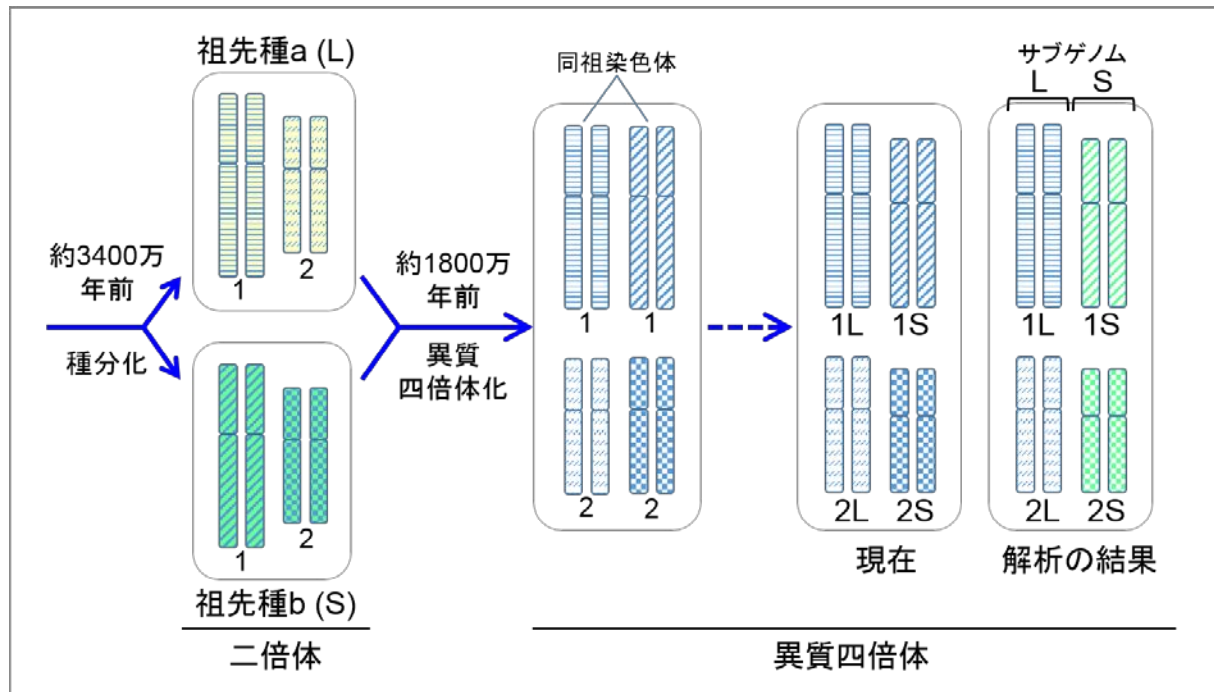 祖先種a (L)
1
2
約3400万
年前
種分化
1
2
祖先種b (S)
二倍体
約1800万
年前
異質
四倍体化
同祖染色体
1
1
2
2
1L
1S
2L
2S
現在
サブゲノム
L
S
1L
1S
2L
2S
解析の結果
異質四倍体